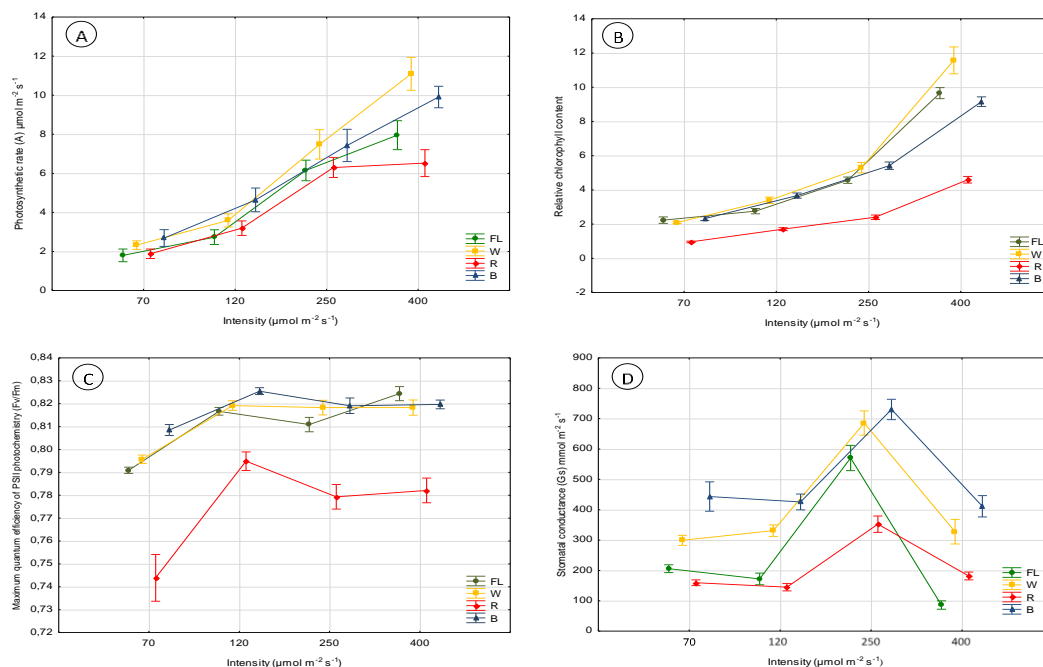 A
Photosynthetic rate (A) µmol m⁻² s⁻¹
14
12
10
8
6
4
2
0
70 120 250 400
Intensity (µmol m⁻² s⁻¹)
FL
W
R
B
B
Relative chlorophyll content
14
12
10
8
6
4
2
0
-2
70 120 250 400
Intensity (µmol m⁻² s⁻¹)
FL
W
R
B
C
Maximum quantum efficiency of PSII photochemistry (Fv/Fm)
0,84
0,83
0,82
0,81
0,80
0,79
0,78
0,77
0,76
0,75
0,74
0,73
0,72
70 120 250 400
Intensity (µmol m⁻² s⁻¹)
FL
W
R
B
D
Stomatal conductance (Gs) mmol m⁻² s⁻¹
900
800
700
600
500
400
300
200
100
0
70 120 250 400
Intensity (µmol m⁻² s⁻¹)
FL
W
R
B